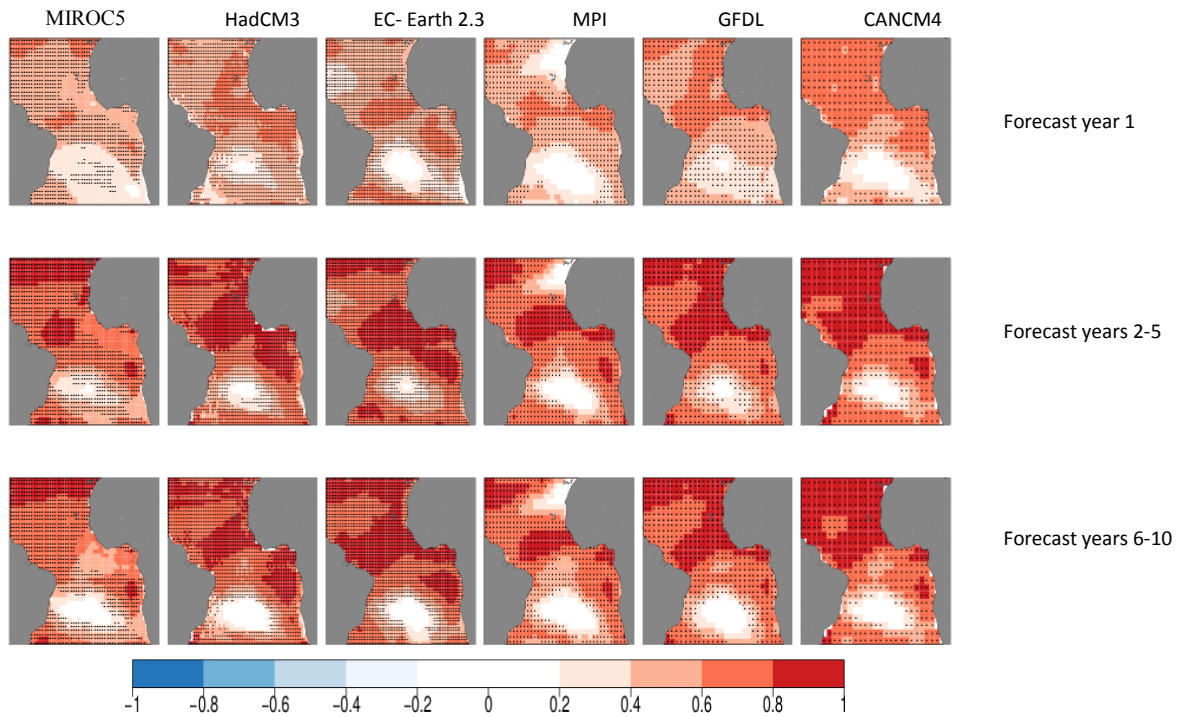 MIROC5 HadCM3 EC- Earth 2.3 MPI GFDL CANCM4
Forecast year 1
Forecast years 2-5
Forecast years 6-10
−1 −0.8 −0.6 −0.4 −0.2 0 0.2 0.4 0.6 0.8 1